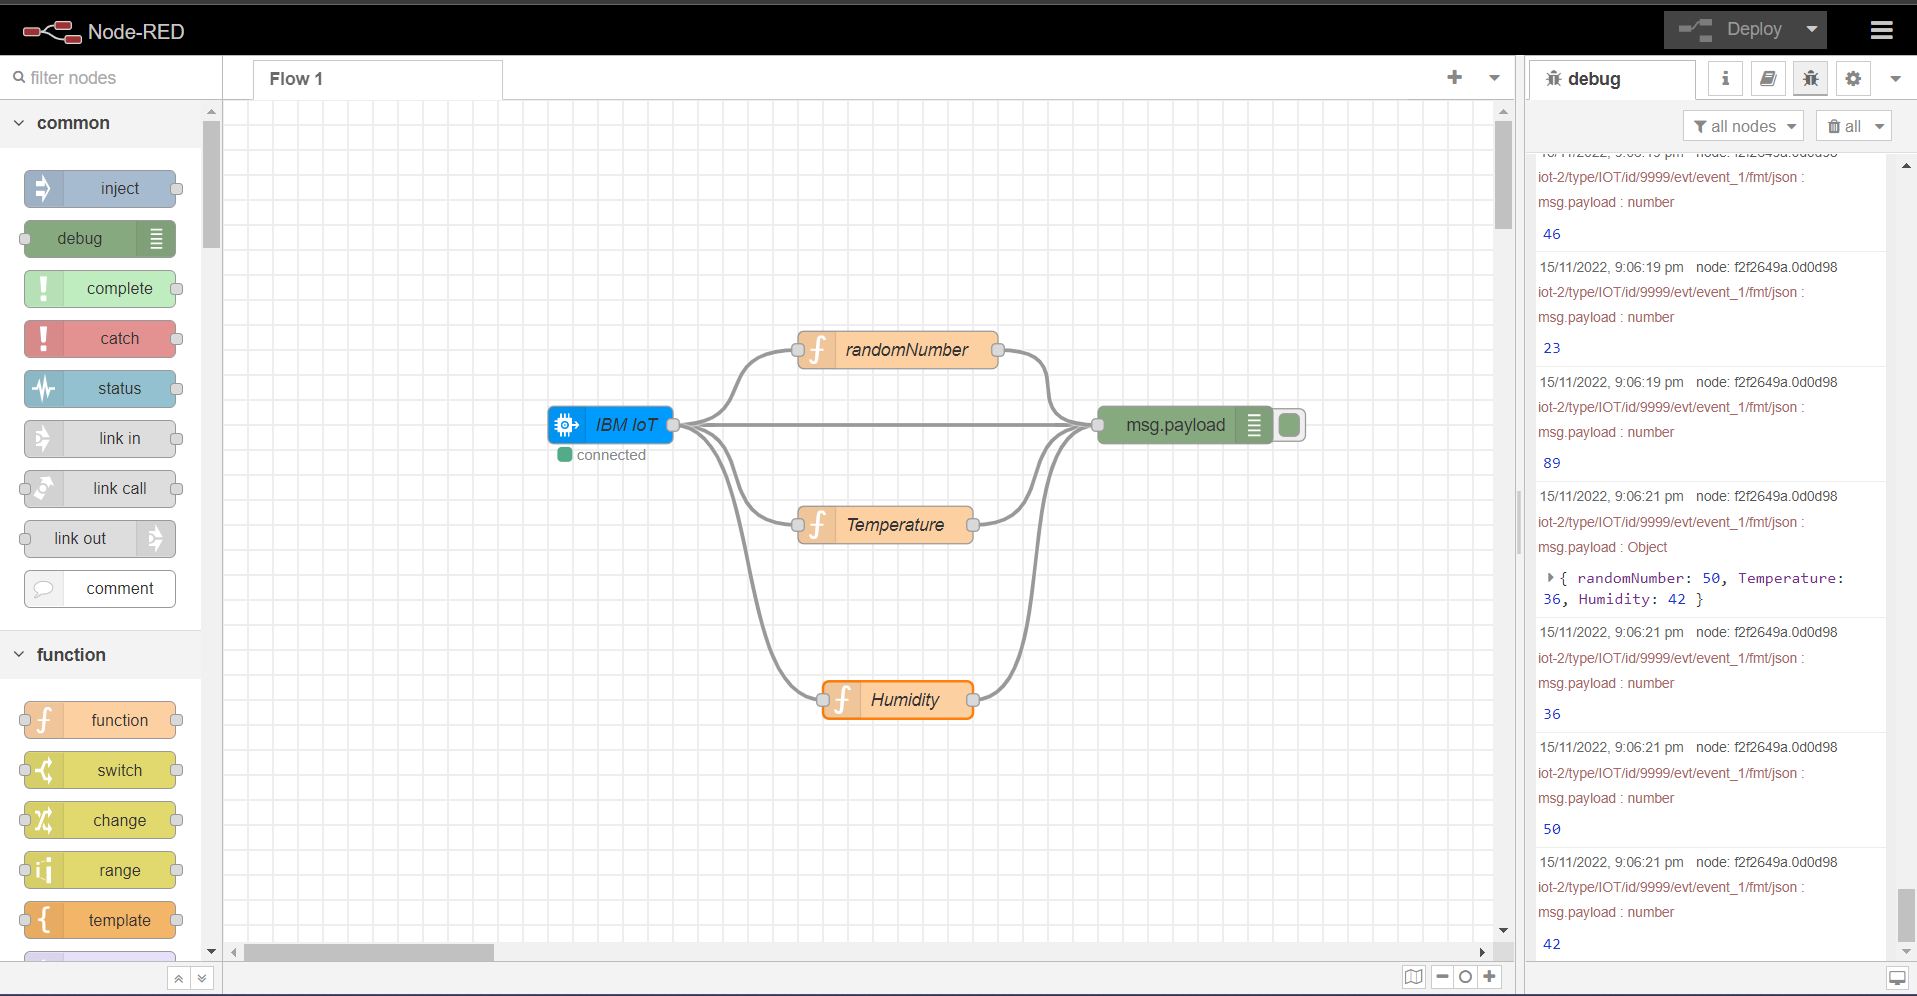 Node-RED
Deploy
filter nodes
Flow 1
debug
all nodes
all
common
inject
debug
complete
catch
status
link in
link call
link out
comment
function
function
switch
change
range
template
IBM IoT
connected
randomNumber
Temperature
Humidity
msg.payload
iot-2/type/IOT/id/9999/evt/event_1/fmt/json :
msg.payload : number
46
15/11/2022, 9:06:19 pm node: f2f2649a.0d0d98
iot-2/type/IOT/id/9999/evt/event_1/fmt/json :
msg.payload : number
23
15/11/2022, 9:06:19 pm node: f2f2649a.0d0d98
iot-2/type/IOT/id/9999/evt/event_1/fmt/json :
msg.payload : number
89
15/11/2022, 9:06:21 pm node: f2f2649a.0d0d98
iot-2/type/IOT/id/9999/evt/event_1/fmt/json :
msg.payload : Object
{ randomNumber: 50, Temperature:
36, Humidity: 42 }
15/11/2022, 9:06:21 pm node: f2f2649a.0d0d98
iot-2/type/IOT/id/9999/evt/event_1/fmt/json :
msg.payload : number
36
15/11/2022, 9:06:21 pm node: f2f2649a.0d0d98
iot-2/type/IOT/id/9999/evt/event_1/fmt/json :
msg.payload : number
50
15/11/2022, 9:06:21 pm node: f2f2649a.0d0d98
iot-2/type/IOT/id/9999/evt/event_1/fmt/json :
msg.payload : number
42